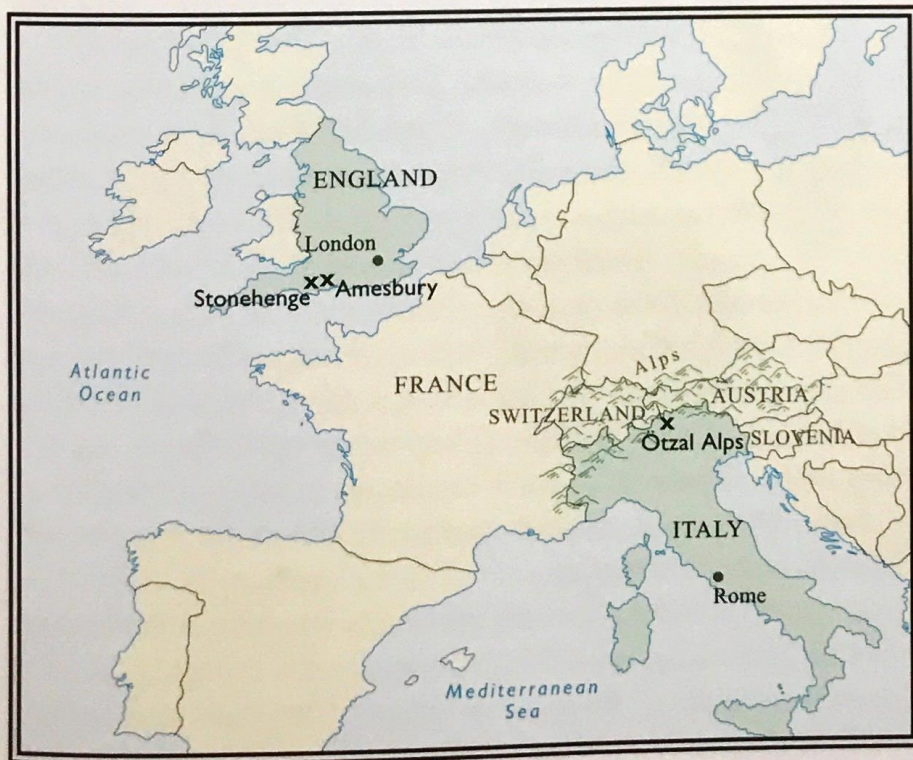 ENGLAND
London
Stonehenge
Amesbury
Atlantic
Ocean
Alps
FRANCE
AUSTRIA
SWITZERLAND
Ötzal Alps
SLOVENIA
ITALY
Rome
Mediterranean
Sea